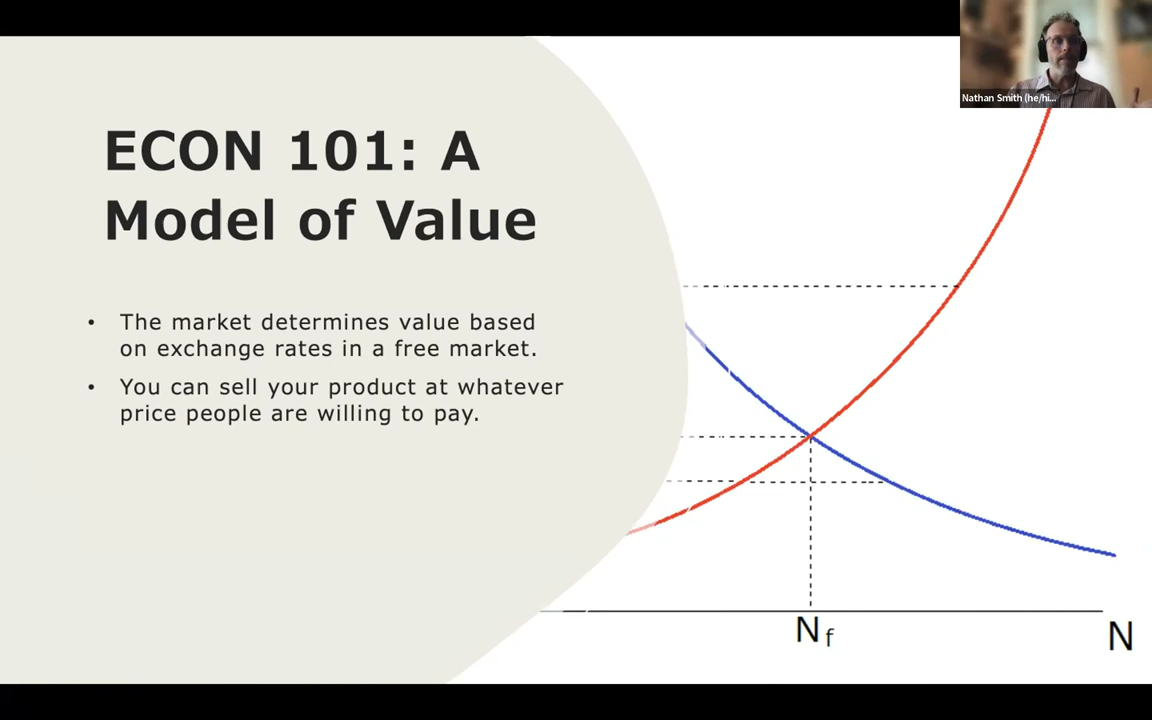 Nathan Smith (he/hi...
ECON 101: A
Model of Value
• The market determines value based
on exchange rates in a free market.
• You can sell your product at whatever
price people are willing to pay.
N f
N